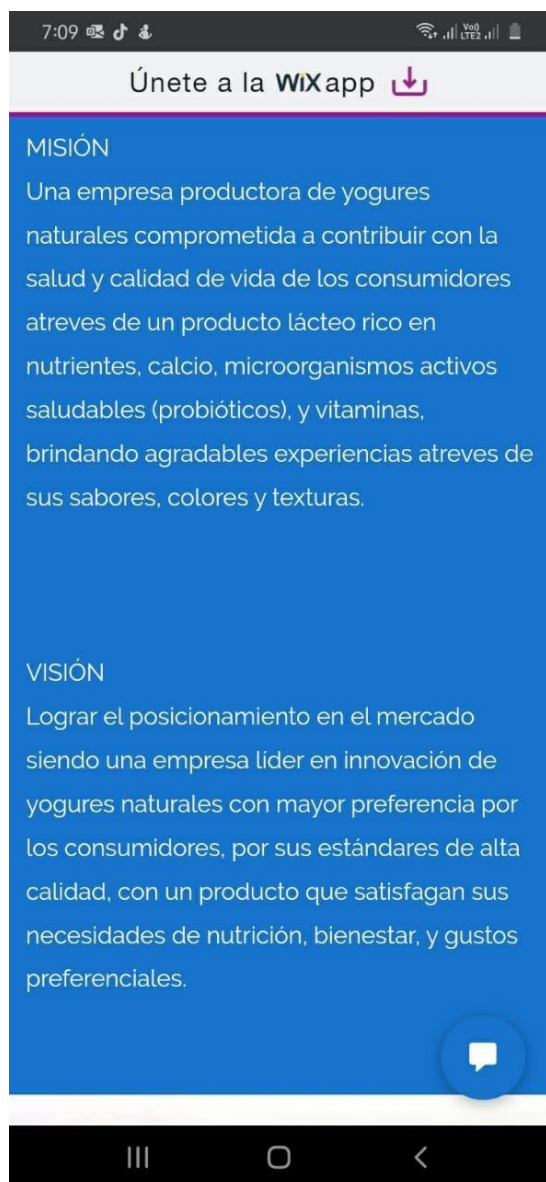 7:09
Vo))
LTE2
Únete a la WiX app
MISIÓN
Una empresa productora de yogures
naturales comprometida a contribuir con la
salud y calidad de vida de los consumidores
atreves de un producto lácteo rico en
nutrientes, calcio, microorganismos activos
saludables (probióticos), y vitaminas,
brindando agradables experiencias atreves de
sus sabores, colores y texturas.
VISIÓN
Lograr el posicionamiento en el mercado
siendo una empresa líder en innovación de
yogures naturales con mayor preferencia por
los consumidores, por sus estándares de alta
calidad, con un producto que satisfagan sus
necesidades de nutrición, bienestar, y gustos
preferenciales.